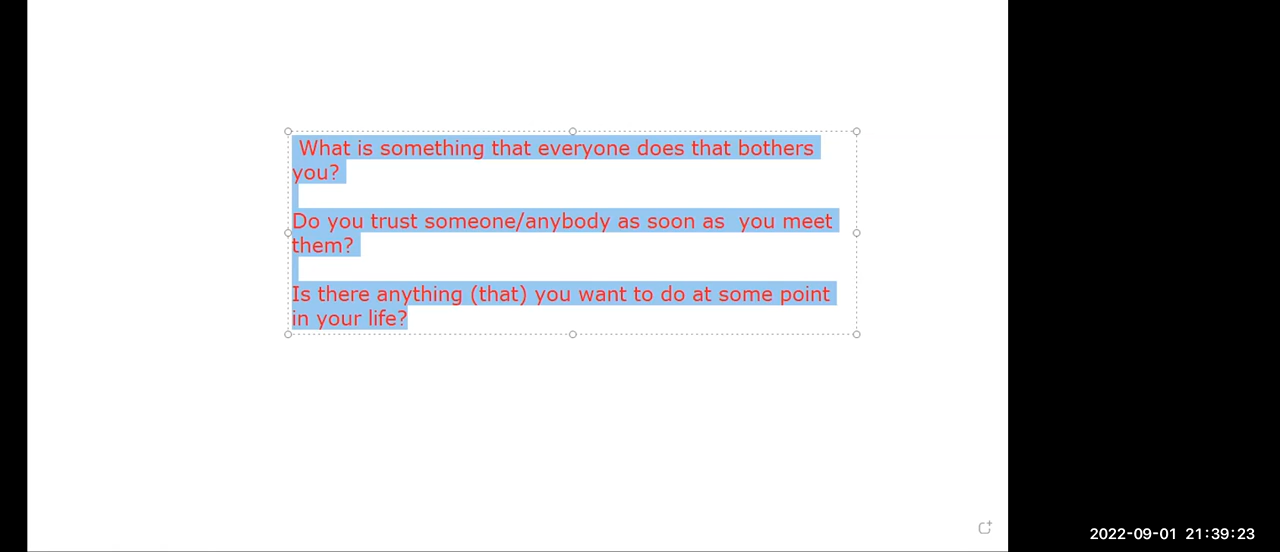 What is something that everyone does that bothers
you?
Do you trust someone/anybody as soon as  you meet
them?
Is there anything (that) you want to do at some point
in your life?
2022-09-01 21:39:23